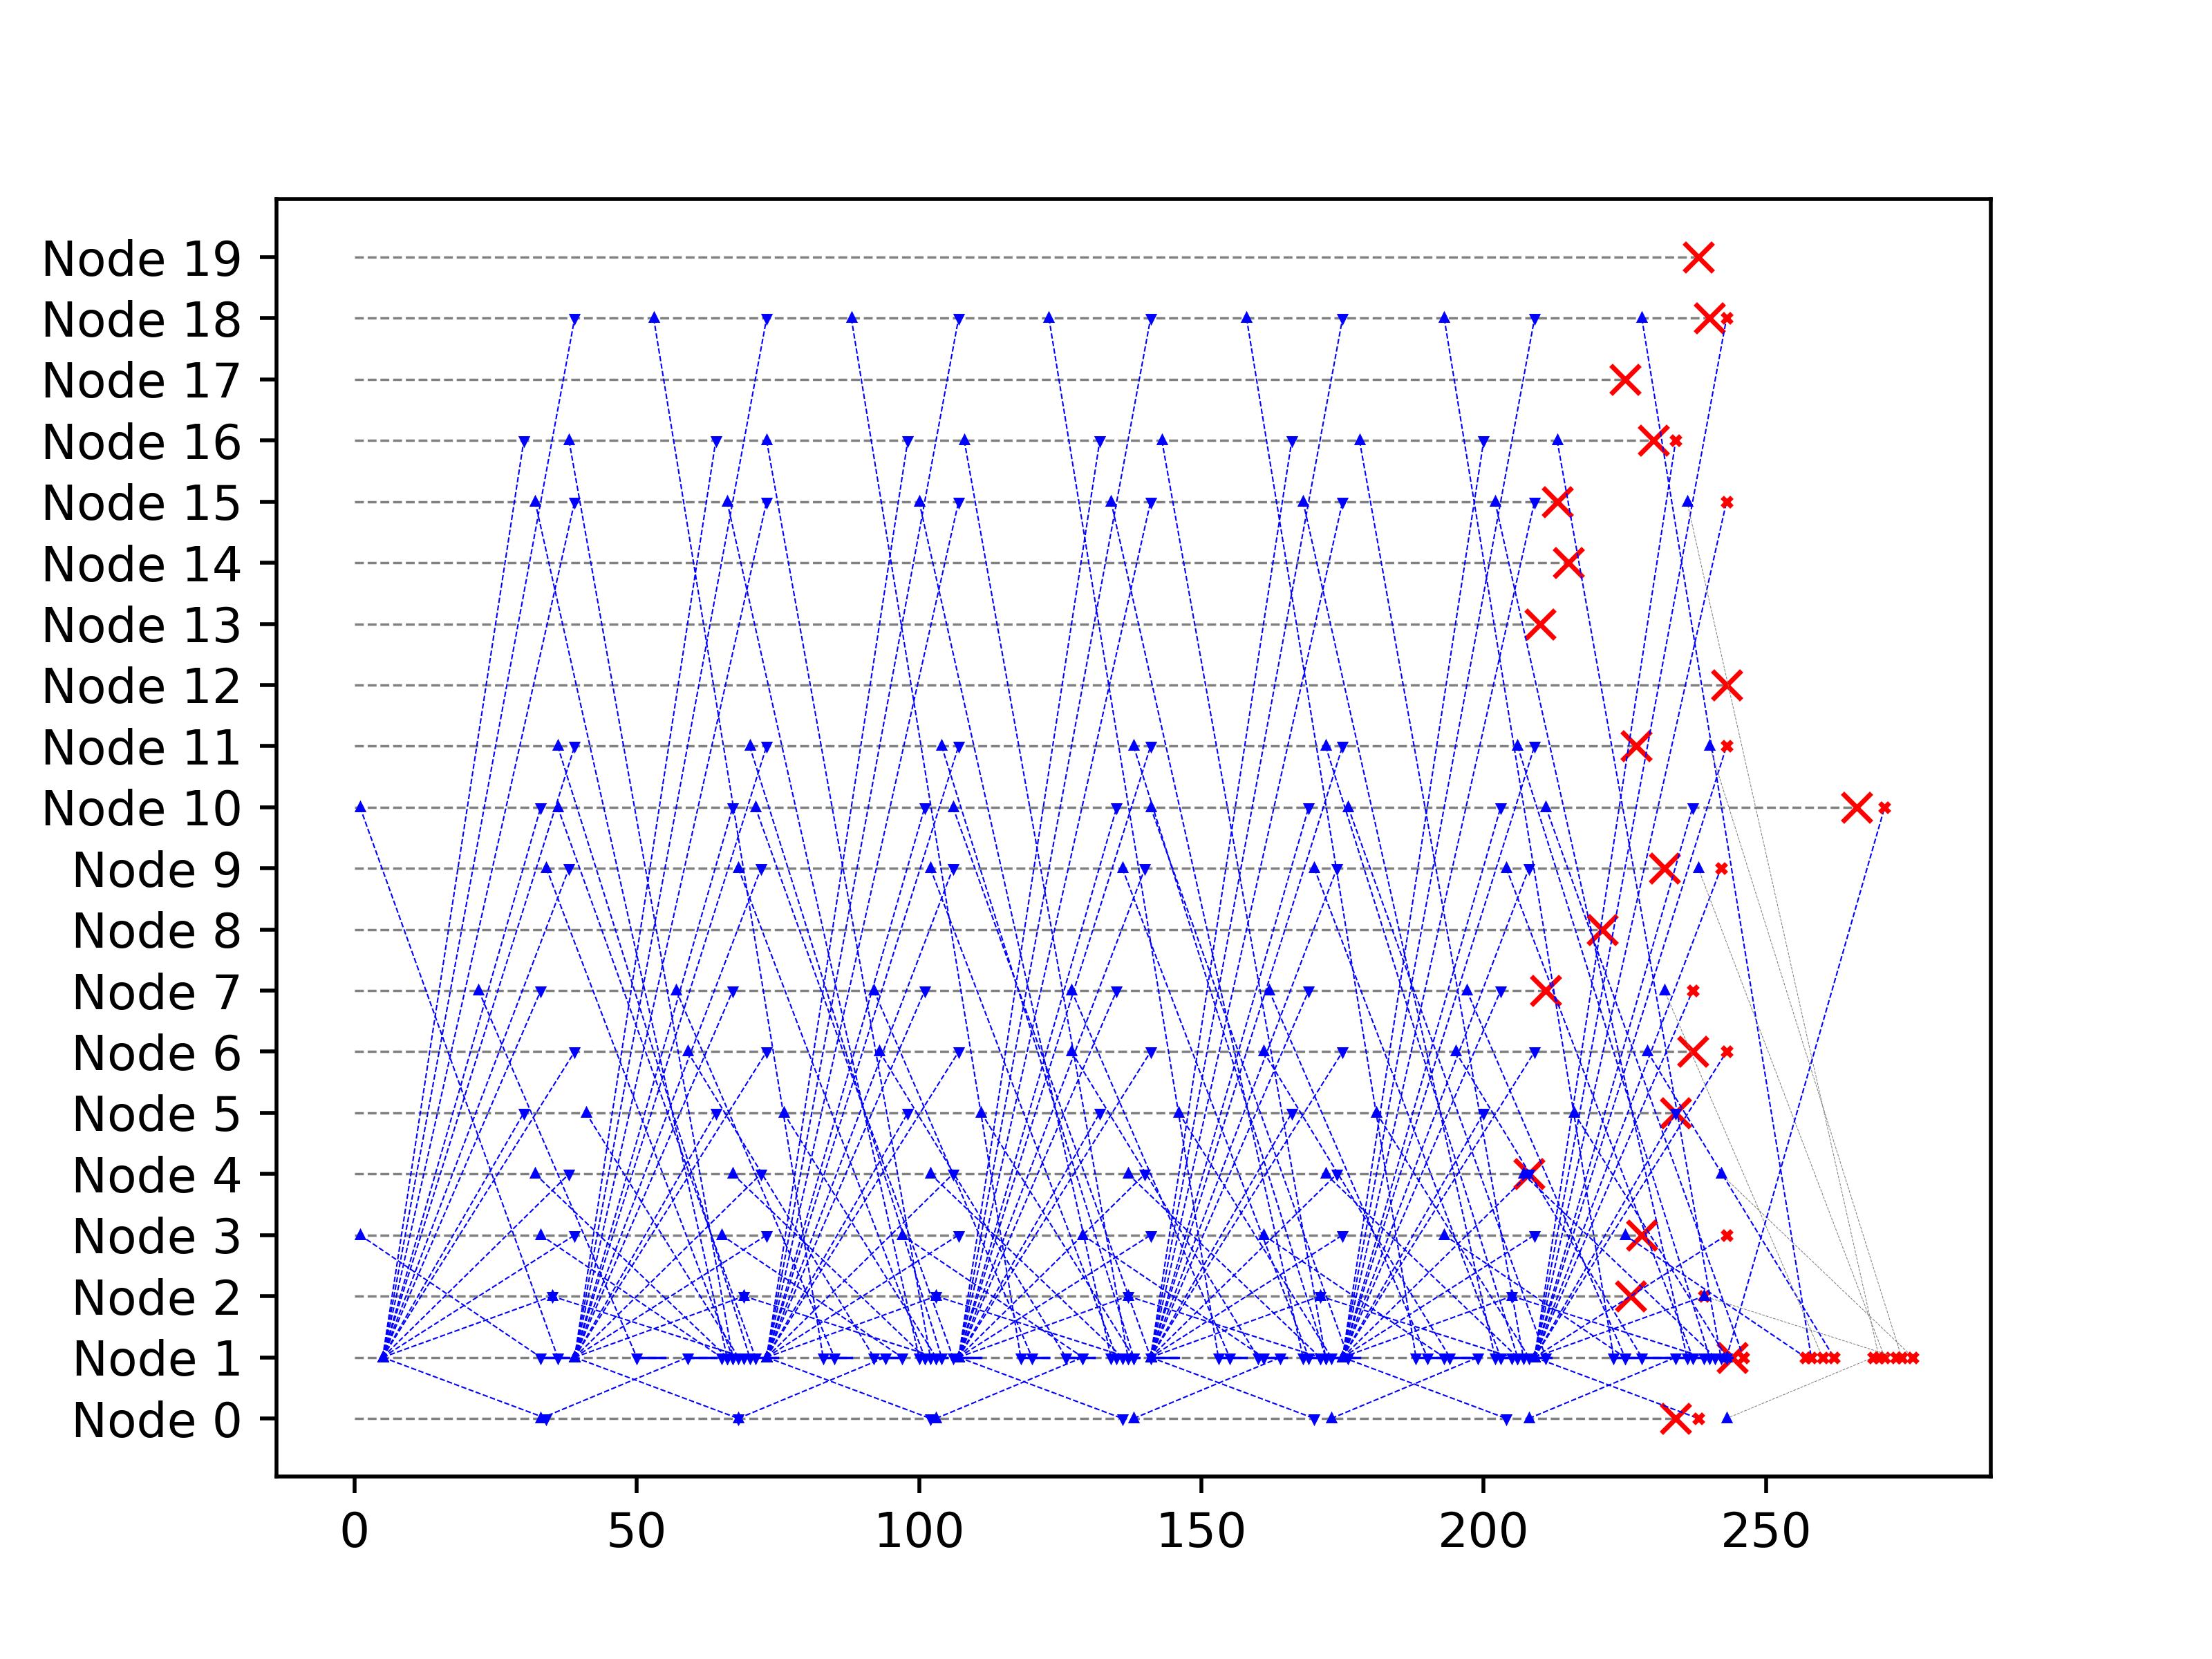 Node 19
Node 18
Node 17
Node 16
Node 15
Node 14
Node 13
Node 12
Node 11
Node 10
Node 9
Node 8
Node 7
Node 6
Node 5
Node 4
Node 3
Node 2
Node 1
Node 0
0 50 100 150 200 250